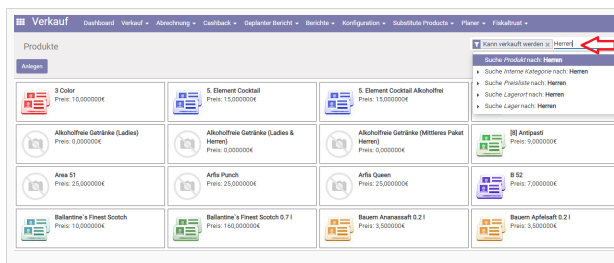 Verkauf Dashboard Verkauf Abrechnung Cashback Geplanter Bericht Berichte Konfiguration Substitute Products Planer Fiskaltrust
Produkte
Kann verkauft werden x Herren
Anlegen
Suche Produkt nach: Herren
Suche Interne Kategorie nach: Herren
Suche Preisliste nach: Herren
Suche Lagerort nach: Herren
Suche Lager nach: Herren
3 Color
Preis: 10,000000€
5. Element Cocktail
Preis: 15,000000€
5. Element Cocktail Alkoholfrei
Preis: 15,000000€
Alkoholfreie Getränke (Ladies)
Preis: 0,000000€
Alkoholfreie Getränke (Ladies &
Herren)
Preis: 0,000000€
Alkoholfreie Getränke (Mittleres Paket
Herren)
Preis: 0,000000€
[8] Antipasti
Preis: 9,000000€
Area 51
Preis: 25,000000€
Arfis Punch
Preis: 25,000000€
Arfis Queen
Preis: 25,000000€
B 52
Preis: 7,000000€
Ballantine's Finest Scotch
Preis: 10,000000€
Ballantine's Finest Scotch 0.7 l
Preis: 160,000000€
Bauern Ananassaft 0.2 l
Preis: 3,500000€
Bauern Apfelsaft 0.2 l
Preis: 3,500000€